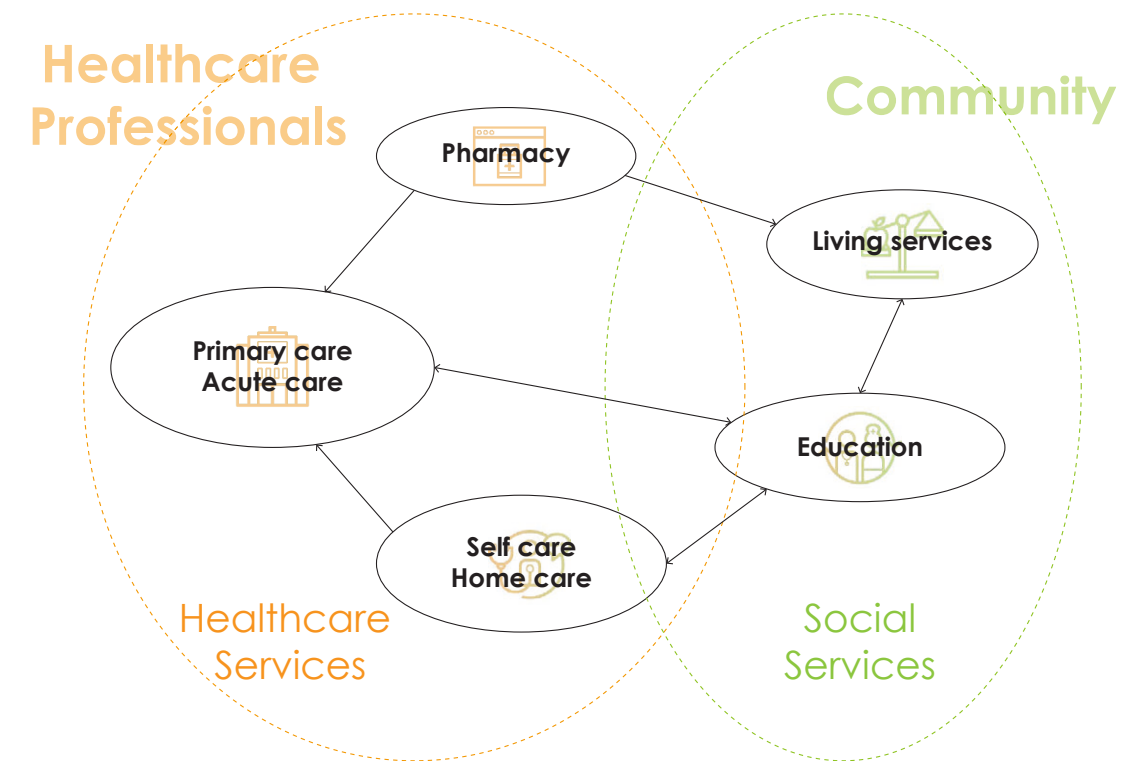 Healthcare
Professionals
Community
Pharmacy
Living services
Primary care
Acute care
Education
Self care
Home care
Healthcare
Services
Social
Services